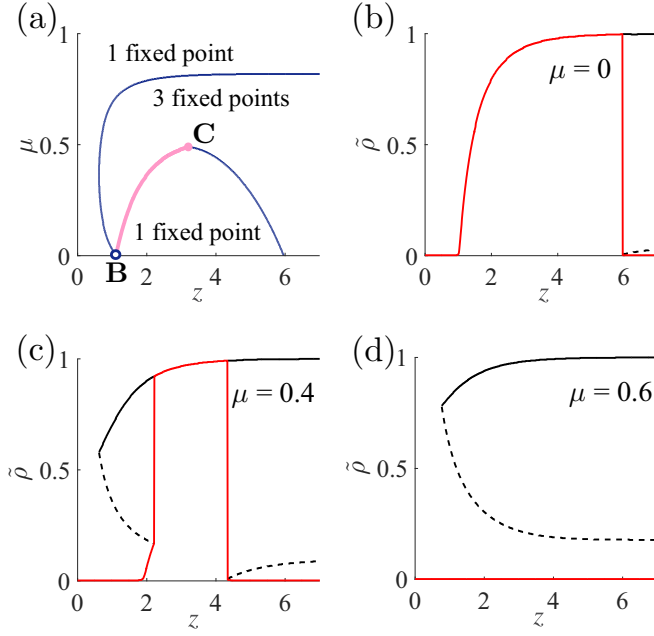 (a)
1
1 fixed point
3 fixed points
μ
0.5
C
1 fixed point
0
B
0
2
4
6
z
(b)
1
μ = 0
ρ̃
0.5
0
0
2
4
6
z
(c)
1
μ = 0.4
ρ̃
0.5
0
0
2
4
6
z
(d)
1
μ = 0.6
ρ̃
0.5
0
0
2
4
6
z